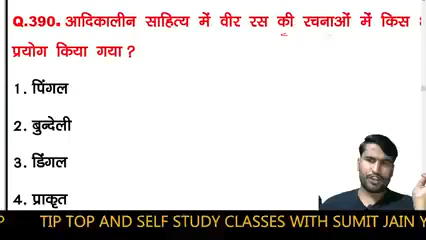 Q.390. आदिकालीन साहित्य में वीर रस की रचनाओं में किस
प्रयोग किया गया ?
1. पिंगल
2. बुन्देली
3. डिंगल
4. प्राकृत
TIP TOP AND SELF STUDY CLASSES WITH SUMIT JAIN Y